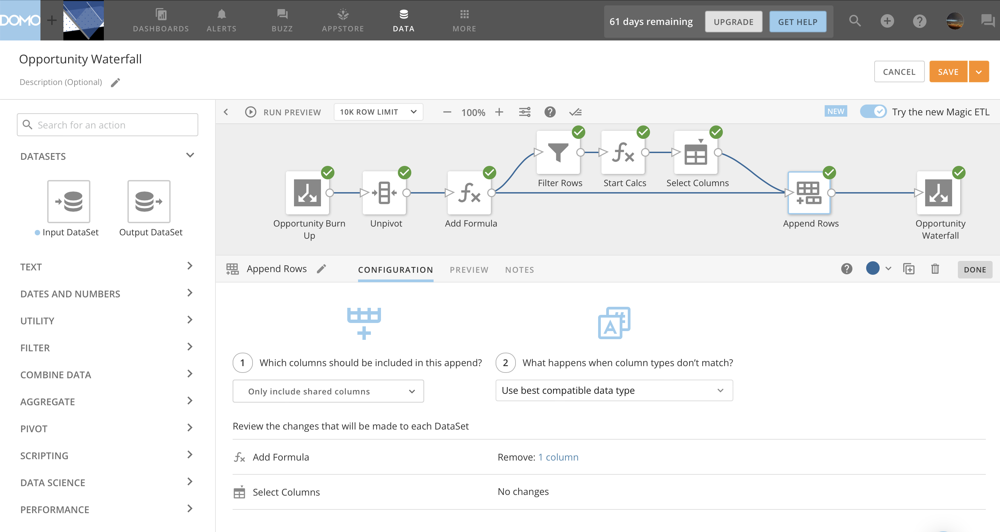 DOMO
DASHBOARDS
ALERTS
BUZZ
APPSTORE
DATA
MORE
61 days remaining
UPGRADE
GET HELP
Opportunity Waterfall
Description (Optional)
CANCEL
SAVE
RUN PREVIEW
10K ROW LIMIT
100%
NEW
Try the new Magic ETL
Search for an action
DATASETS
Input DataSet
Output DataSet
TEXT
DATES AND NUMBERS
UTILITY
FILTER
COMBINE DATA
AGGREGATE
PIVOT
SCRIPTING
DATA SCIENCE
PERFORMANCE
Filter Rows
Start Calcs
Select Columns
Opportunity Burn
Up
Unpivot
Add Formula
Append Rows
Opportunity
Waterfall
Append Rows
CONFIGURATION
PREVIEW
NOTES
DONE
1 Which columns should be included in this append?
2 What happens when column types don’t match?
Only include shared columns
Use best compatible data type
Review the changes that will be made to each DataSet
Add Formula
Remove: 1 column
Select Columns
No changes